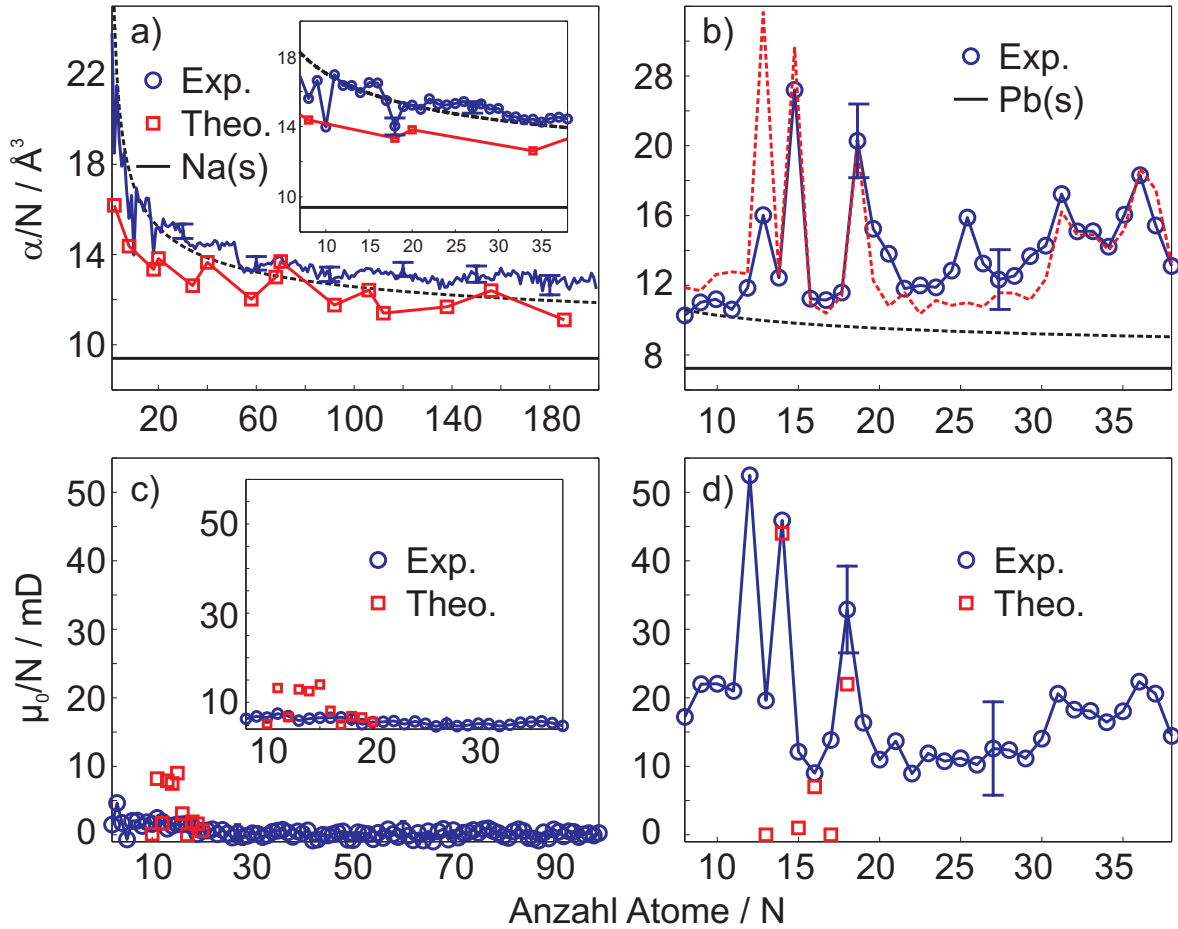 a)
Exp.
Theo.
Na(s)
α/N / Å³
22
18
14
10
20 60 100 140 180
18
14
10
10 15 20 25 30 35
b)
Exp.
Pb(s)
28
24
20
16
12
8
10 15 20 25 30 35
c)
Exp.
Theo.
μ₀/N / mD
50
40
30
20
10
0
10 30 50 70 90
50
30
10
10 20 30
d)
Exp.
Theo.
50
40
30
20
10
0
10 15 20 25 30 35
Anzahl Atome / N